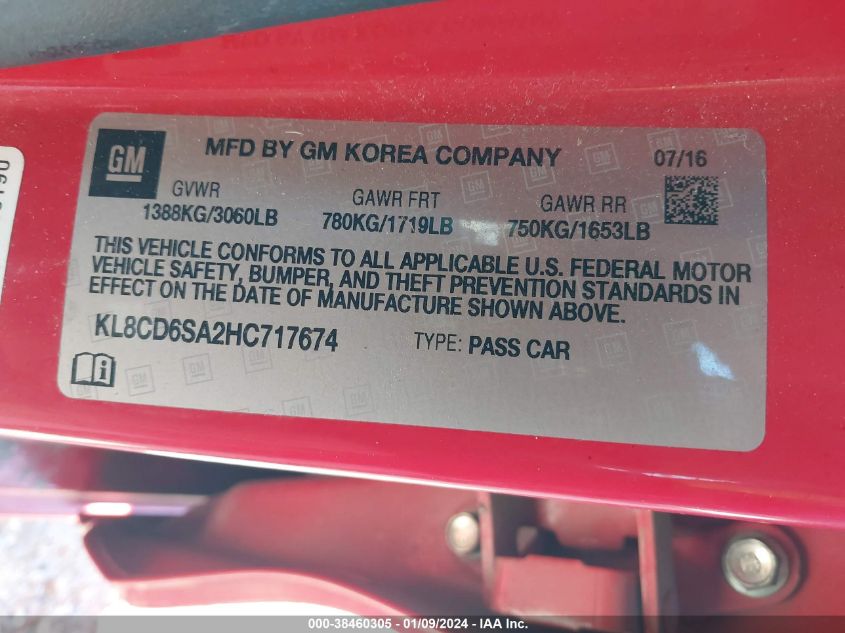 GM
MFD BY GM KOREA COMPANY
07/16
GVWR
GAWR FRT
GAWR RR
1388KG/3060LB
780KG/1719LB
750KG/1653LB
THIS VEHICLE CONFORMS TO ALL APPLICABLE U.S. FEDERAL MOTOR
VEHICLE SAFETY, BUMPER, AND THEFT PREVENTION STANDARDS IN
EFFECT ON THE DATE OF MANUFACTURE SHOWN ABOVE.
KL8CD6SA2HC717674
TYPE: PASS CAR
000-38460305 - 01/09/2024 - IAA Inc.